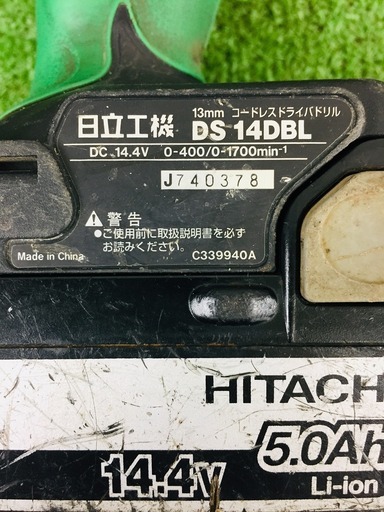 13mm コードレスドライバドリル
日立工機 DS 14DBL
DC 14.4V 0-400/0-1700min⁻¹
J740378
⚠警告
●ご使用前に取扱説明書を必ず
お読みください。
Made in China
C339940A
HITACH
5.0Ah
14.4V
Li-ion